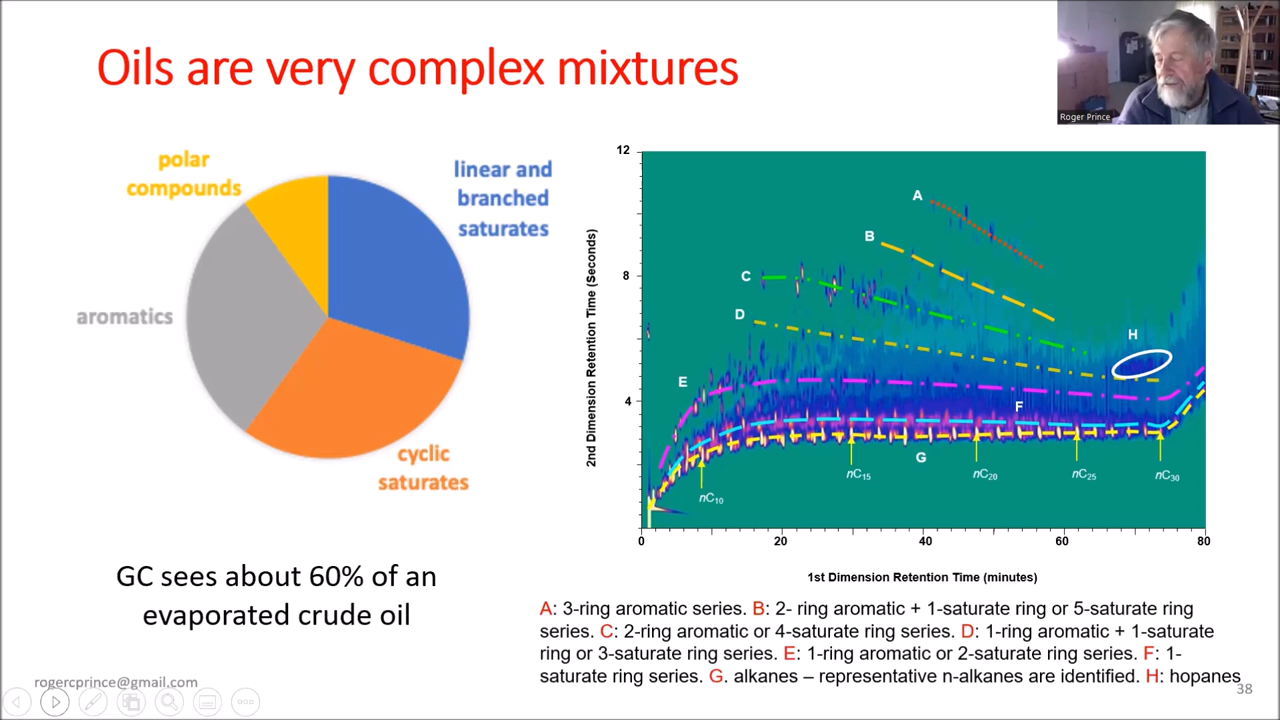 Oils are very complex mixtures
Roger Prince
polar
compounds
linear and
branched
saturates
aromatics
cyclic
saturates
GC sees about 60% of an
evaporated crude oil
12
8
4
2nd Dimension Retention Time (Seconds)
A
B
C
D
E
F
G
H
nC10
nC15
nC20
nC25
nC30
0
20
40
60
80
1st Dimension Retention Time (minutes)
A: 3-ring aromatic series. B: 2- ring aromatic + 1-saturate ring or 5-saturate ring
series. C: 2-ring aromatic or 4-saturate ring series. D: 1-ring aromatic + 1-saturate
ring or 3-saturate ring series. E: 1-ring aromatic or 2-saturate ring series. F: 1-
saturate ring series. G. alkanes – representative n-alkanes are identified. H: hopanes
rogercprince@gmail.com
38